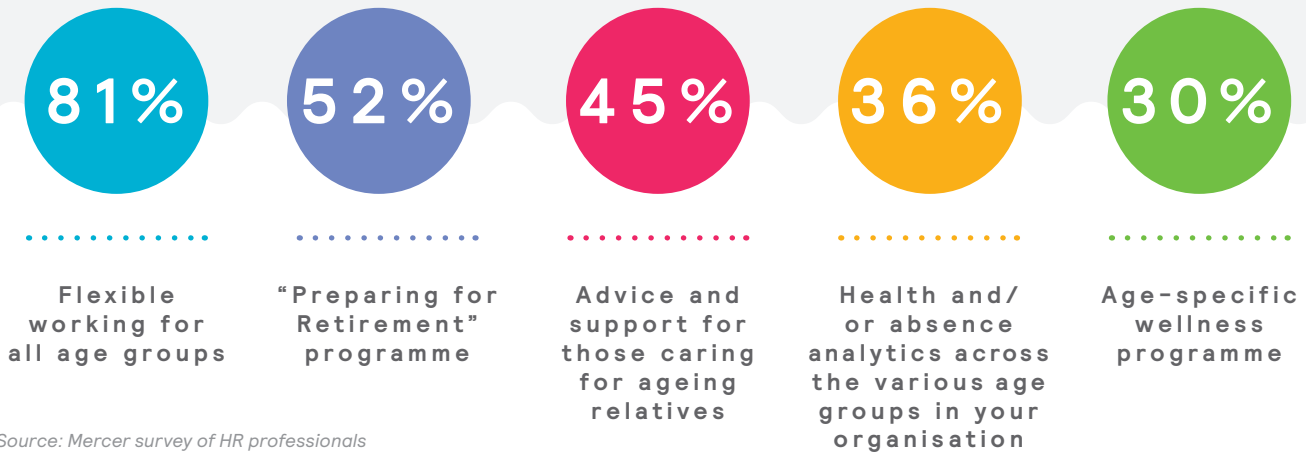 81%
52%
45%
36%
30%
Flexible
working for
all age groups
“Preparing for
Retirement”
programme
Advice and
support for
those caring
for ageing
relatives
Health and/
or absence
analytics across
the various age
groups in your
organisation
Age-specific
wellness
programme
Source: Mercer survey of HR professionals